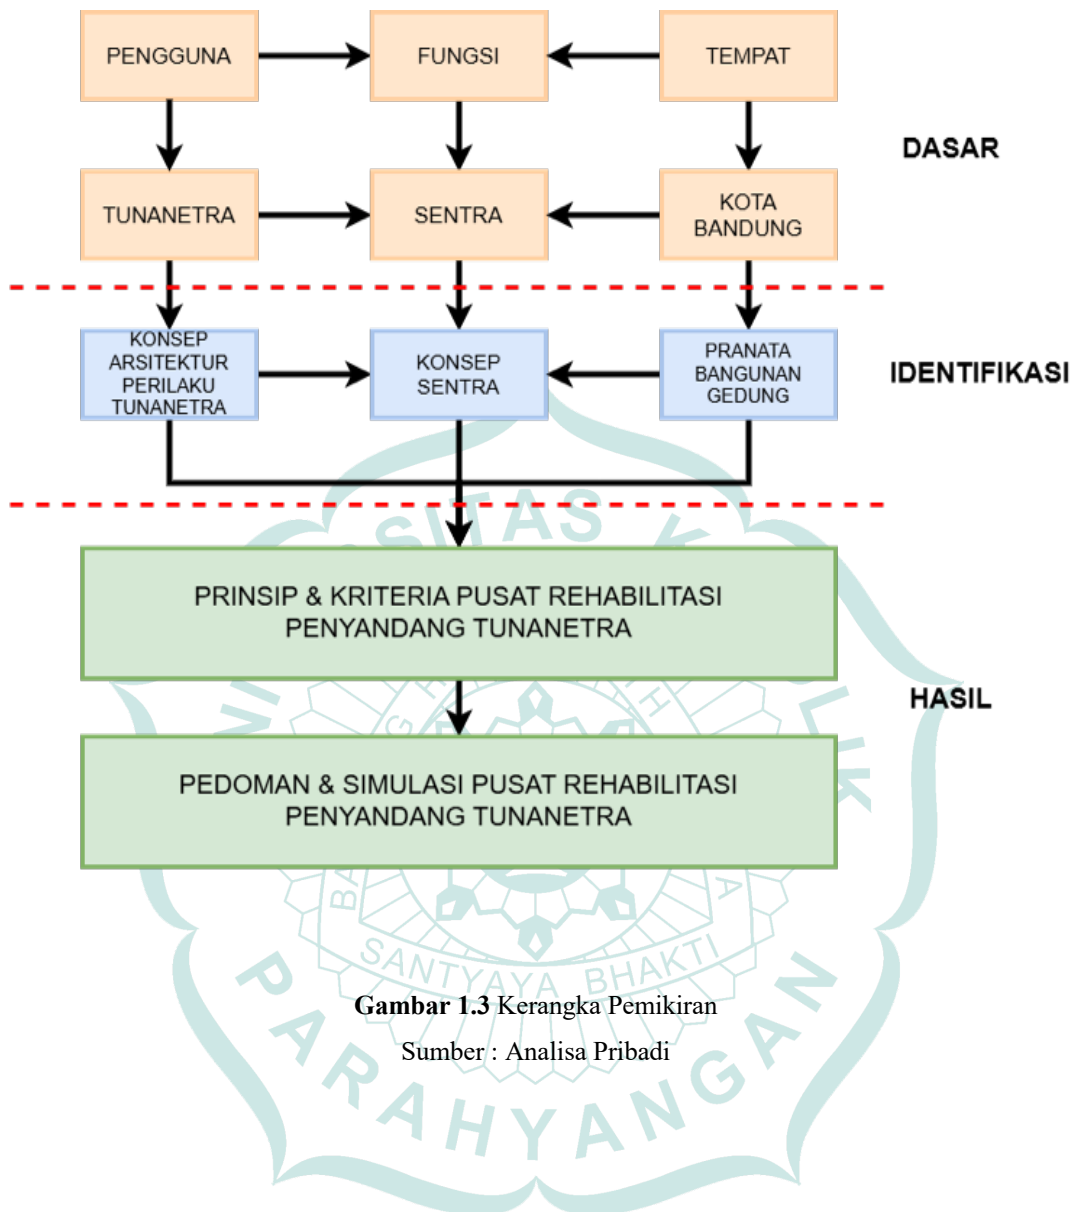 PENGGUNA
FUNGSI
TEMPAT
DASAR
TUNANETRA
SENTRA
KOTA
BANDUNG
KONSEP
ARSITEKTUR
PERILAKU
TUNANETRA
KONSEP
SENTRA
PRANATA
BANGUNAN
GEDUNG
IDENTIFIKASI
PRINSIP & KRITERIA PUSAT REHABILITASI
PENYANDANG TUNANETRA
HASIL
PEDOMAN & SIMULASI PUSAT REHABILITASI
PENYANDANG TUNANETRA
SANTYAYA BHAKTI
PARAHYANGAN
Gambar 1.3 Kerangka Pemikiran
Sumber : Analisa Pribadi